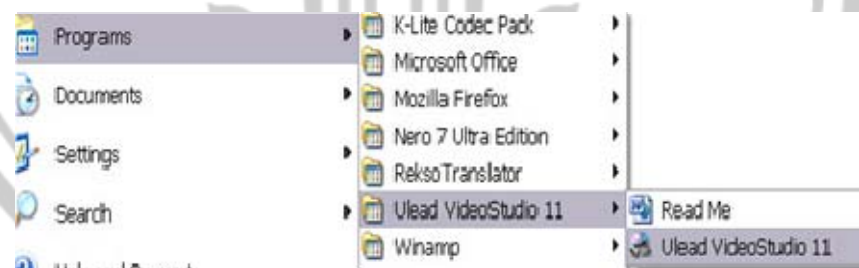 Programs
Documents
Settings
Search
K-Lite Codec Pack
Microsoft Office
Mozilla Firefox
Nero 7 Ultra Edition
ReksoTranslator
Ulead VideoStudio 11
Winamp
Read Me
Ulead VideoStudio 11